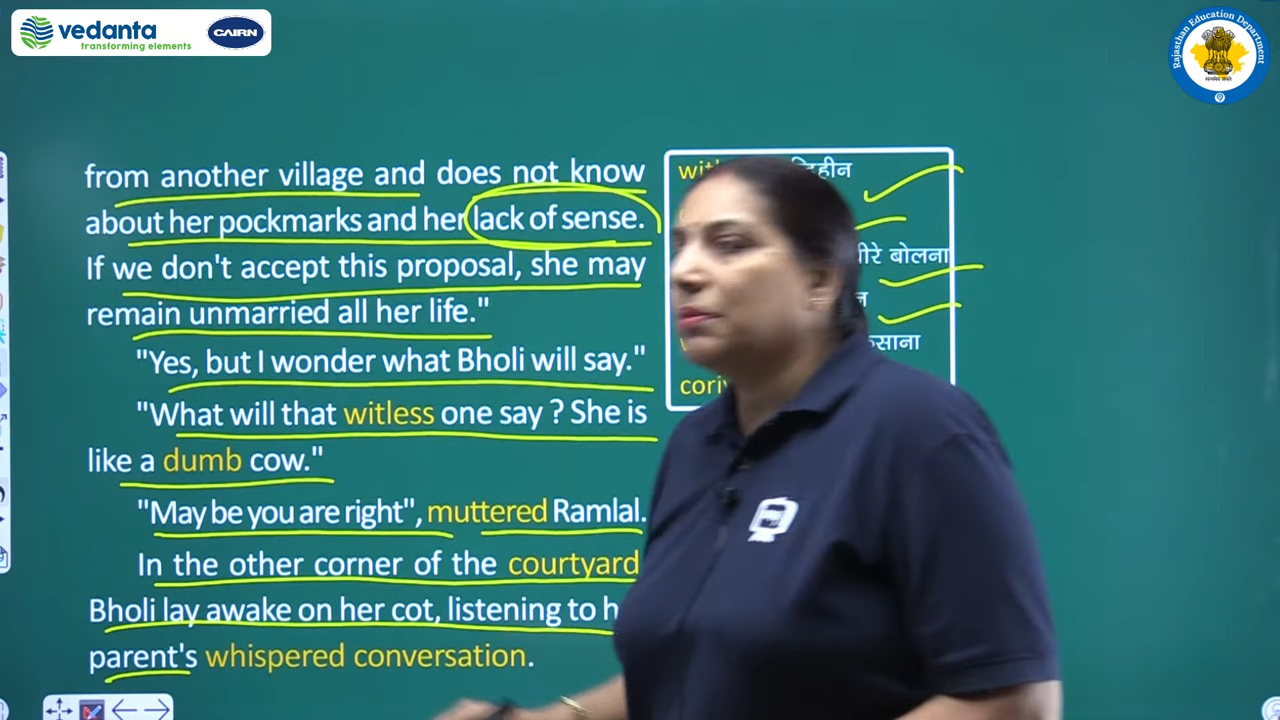 vedanta
transforming elements
CAIRN
Rajasthan Education Department
from another village and does not know
about her pockmarks and her lack of sense.
If we don't accept this proposal, she may
remain unmarried all her life."
"Yes, but I wonder what Bholi will say."
"What will that witless one say ? She is
like a dumb cow."
"May be you are right", muttered Ramlal.
In the other corner of the courtyard
Bholi lay awake on her cot, listening to
parent's whispered conversation.
बोलना